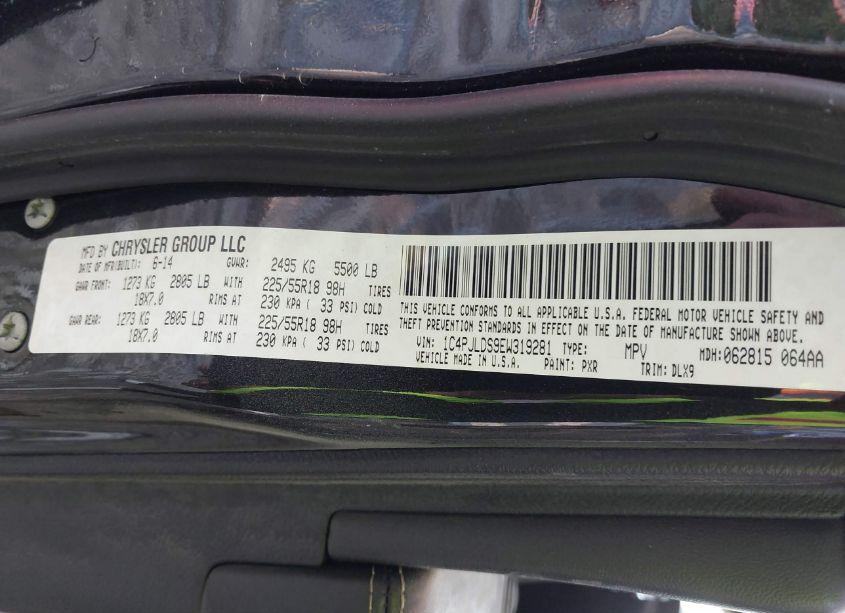 MFD BY CHRYSLER GROUP LLC
DATE OF MFR(BUILT): 6-14 GVWR: 2495 KG 5500 LB
GAWR FRONT: 1273 KG 2805 LB WITH 225/55R18 98H TIRES
18X7.0 RIMS AT 230 KPA ( 33 PSI) COLD
GAWR REAR: 1273 KG 2805 LB WITH 225/55R18 98H TIRES
18X7.0 RIMS AT 230 KPA ( 33 PSI) COLD
THIS VEHICLE CONFORMS TO ALL APPLICABLE U.S.A. FEDERAL MOTOR VEHICLE SAFETY AND
THEFT PREVENTION STANDARDS IN EFFECT ON THE DATE OF MANUFACTURE SHOWN ABOVE.
VIN: 1C4PJLDS9EW319281 TYPE: MPV MDH: 062815 064AA
VEHICLE MADE IN U.S.A. PAINT: PXR TRIM: DLX9